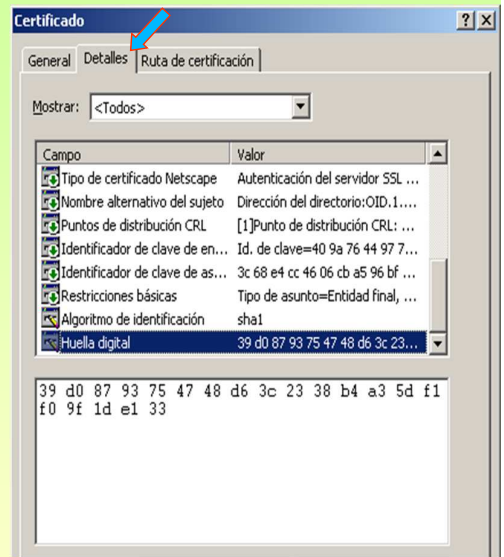 Certificado
General Detalles Ruta de certificación
Mostrar: <Todos>
Campo Valor
Tipo de certificado Netscape Autenticación del servidor SSL ...
Nombre alternativo del sujeto Dirección del directorio:OID.1....
Puntos de distribución CRL [1]Punto de distribución CRL: ...
Identificador de clave de en... Id. de clave=40 9a 76 44 97 7...
Identificador de clave de as... 3c 68 e4 cc 46 06 cb a5 96 bf ...
Restricciones básicas Tipo de asunto=Entidad final, ...
Algoritmo de identificación sha1
Huella digital 39 d0 87 93 75 47 48 d6 3c 23...
39 d0 87 93 75 47 48 d6 3c 23 38 b4 a3 5d f1
f0 9f 1d e1 33